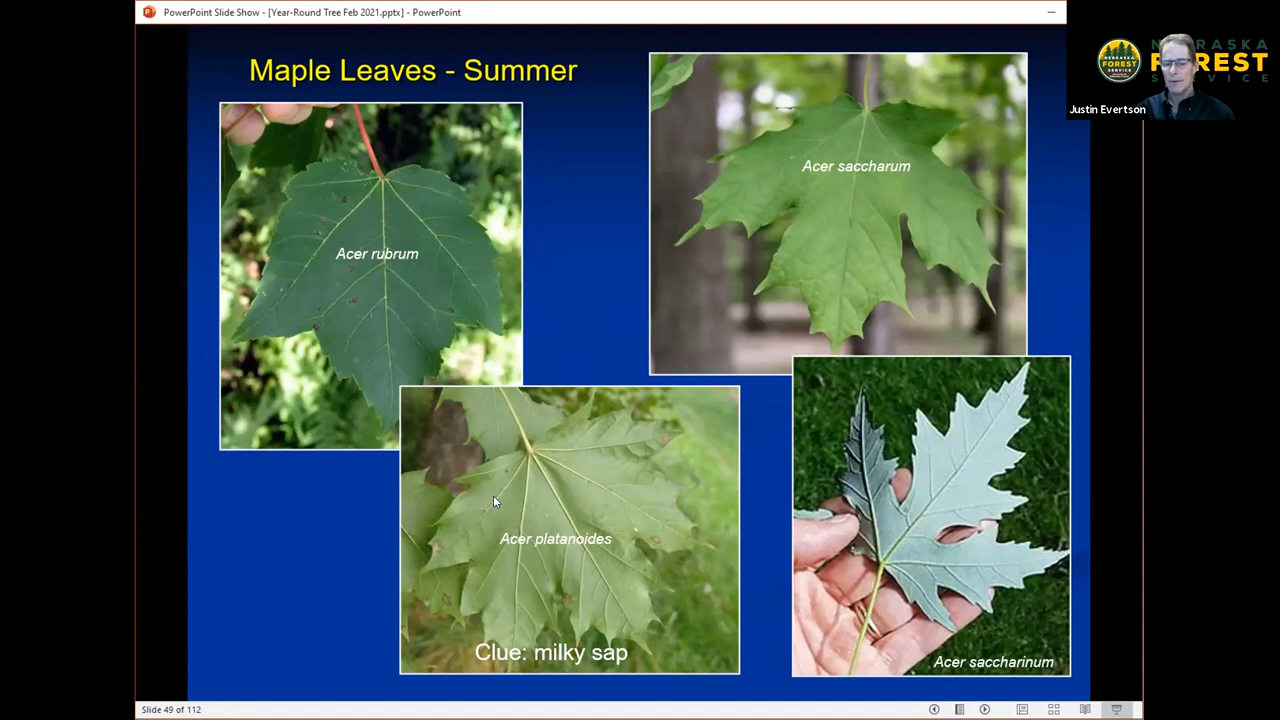 PowerPoint Slide Show - [Year-Round Tree Feb 2021.pptx] - PowerPoint
NEBRASKA
FOREST
SERVICE
Justin Evertson
Maple Leaves - Summer
Acer saccharum
Acer rubrum
Acer platanoides
Clue: milky sap
Acer saccharinum
Slide 49 of 112